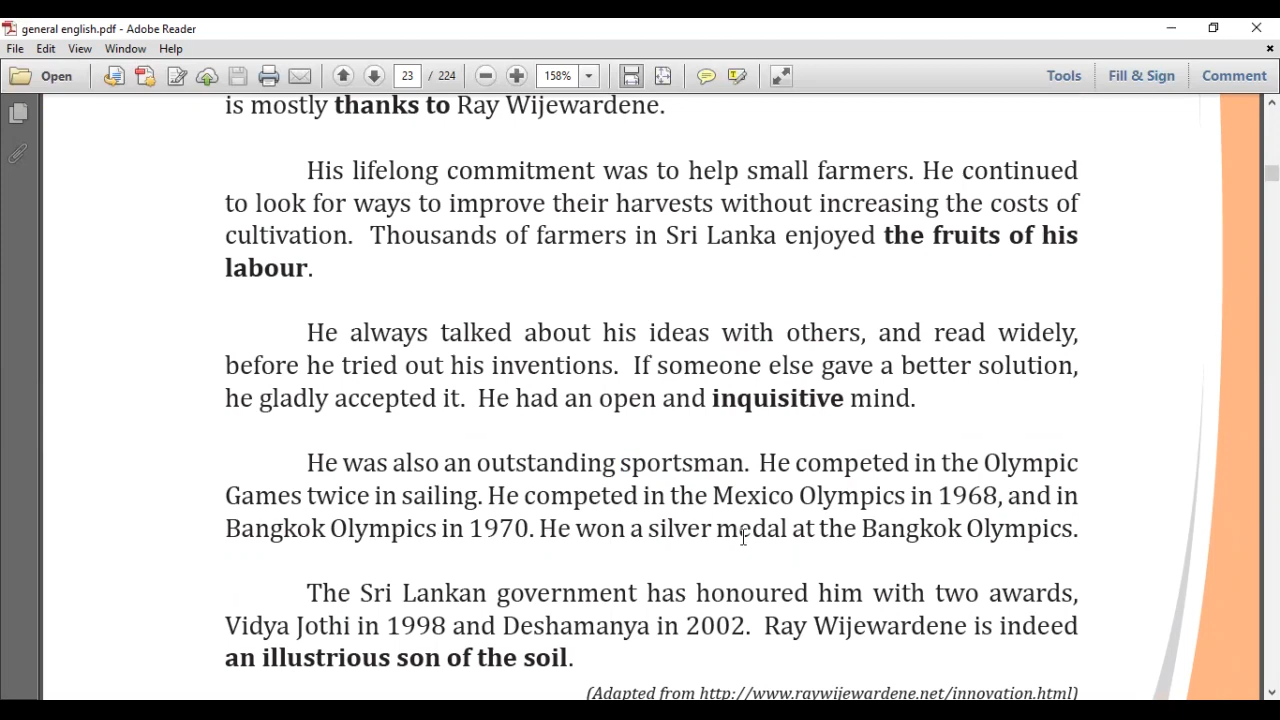 general english.pdf - Adobe Reader
File Edit View Window Help
Open 23 / 224 158% Tools Fill & Sign Comment
is mostly thanks to Ray Wijewardene.
His lifelong commitment was to help small farmers. He continued
to look for ways to improve their harvests without increasing the costs of
cultivation. Thousands of farmers in Sri Lanka enjoyed the fruits of his
labour.
He always talked about his ideas with others, and read widely,
before he tried out his inventions. If someone else gave a better solution,
he gladly accepted it. He had an open and inquisitive mind.
He was also an outstanding sportsman. He competed in the Olympic
Games twice in sailing. He competed in the Mexico Olympics in 1968, and in
Bangkok Olympics in 1970. He won a silver medal at the Bangkok Olympics.
The Sri Lankan government has honoured him with two awards,
Vidya Jothi in 1998 and Deshamanya in 2002. Ray Wijewardene is indeed
an illustrious son of the soil.
(Adapted from http://www.raywijewardene.net/innovation.html)